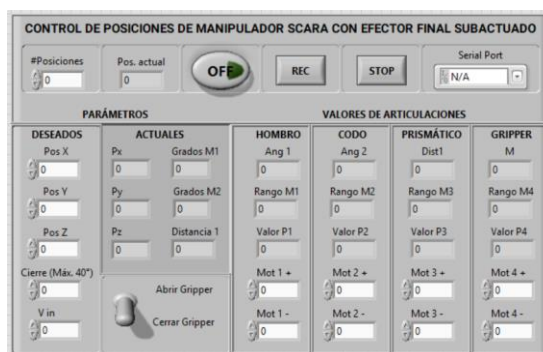 CONTROL DE POSICIONES DE MANIPULADOR SCARA CON EFECTOR FINAL SUBACTUADO
#Posiciones Pos. actual OFF REC STOP Serial Port
0 0 N/A
PARÁMETROS VALORES DE ARTICULACIONES
DESEADOS ACTUALES HOMBRO CODO PRISMÁTICO GRIPPER
Pos X Px Grados M1 Ang 1 Ang 2 Dist1 M
0 0 0 0 0 0 0
Pos Y Py Grados M2 Rango M1 Rango M2 Rango M3 Rango M4
0 0 0 0 0 0 0
Pos Z Pz Distancia 1 Valor P1 Valor P2 Valor P3 Valor P4
0 0 0 0 0 0 0
Cierre (Máx. 40°) Abrir Gripper Mot 1 + Mot 2 + Mot 3 + Mot 4 +
0 0 0 0 0
V in Cerrar Gripper Mot 1 - Mot 2 - Mot 3 - Mot 4 -
0 0 0 0 0